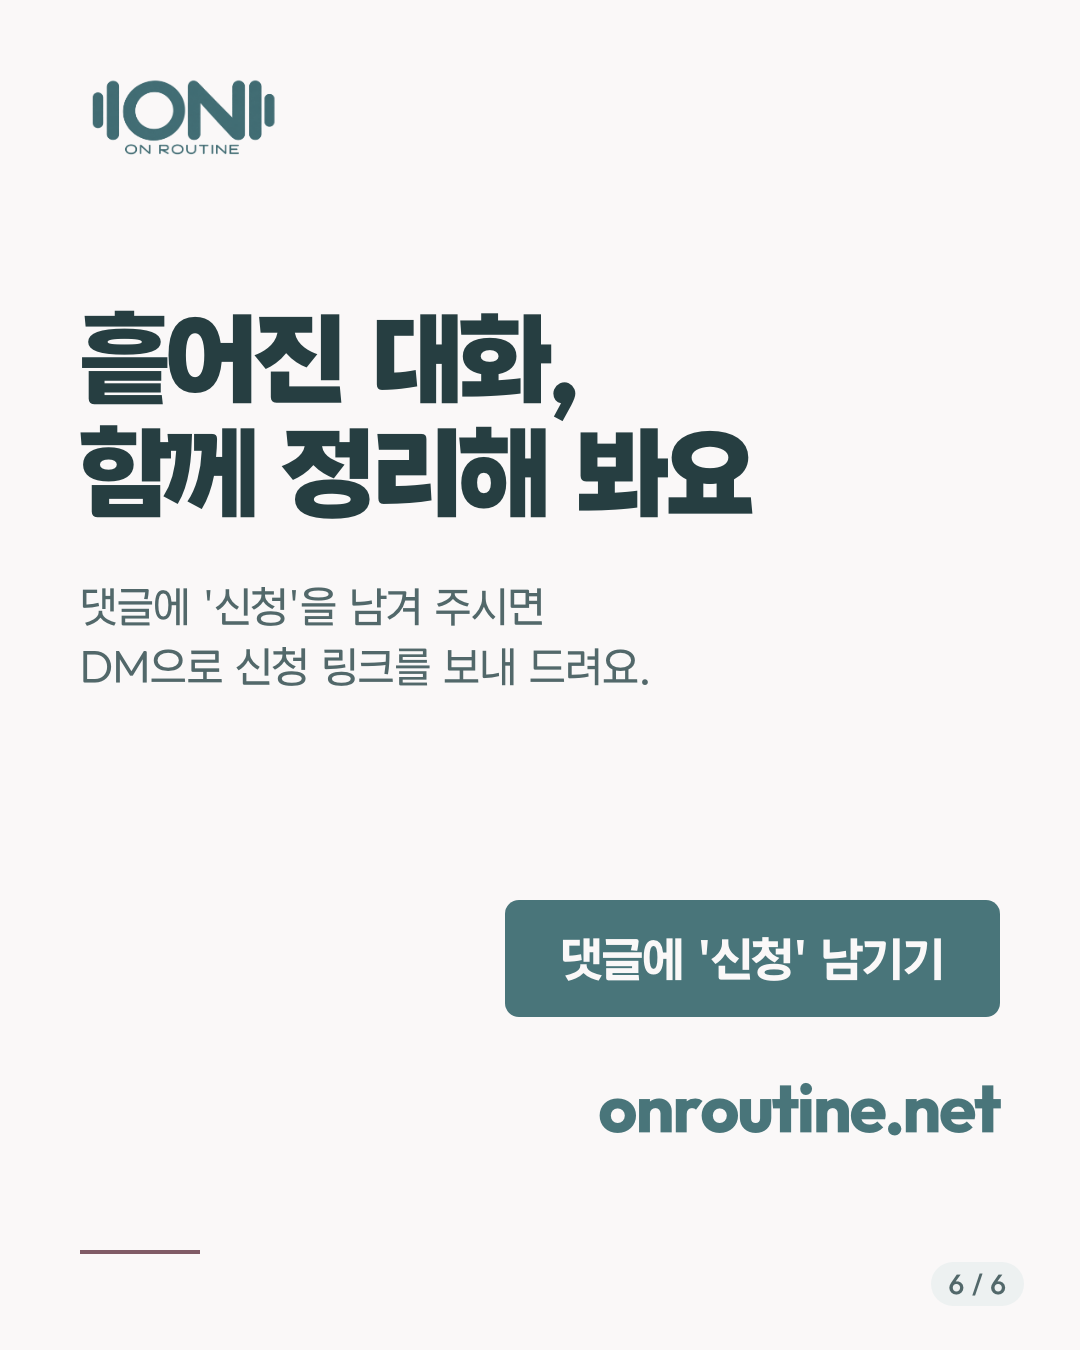 ON
ON ROUTINE
흩어진 대화,
함께 정리해 봐요
댓글에 '신청'을 남겨 주시면
DM으로 신청 링크를 보내 드려요.
댓글에 '신청' 남기기
onroutine.net
6 / 6